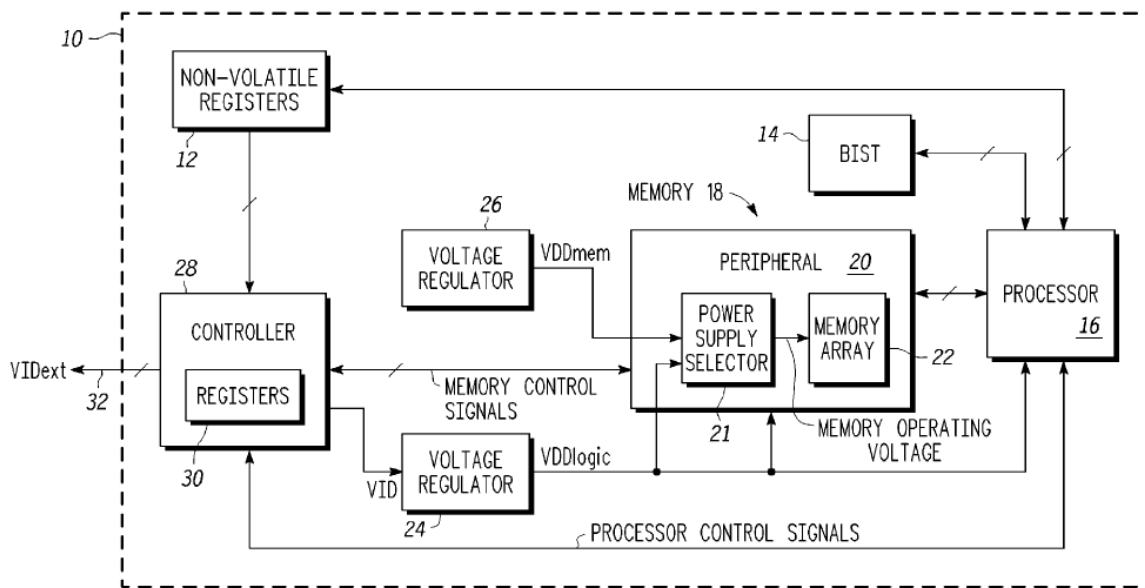 10
NON-VOLATILE
REGISTERS
12
14
BIST
MEMORY 18
26
VOLTAGE
REGULATOR
VDDmem
PERIPHERAL 20
28
CONTROLLER
POWER
SUPPLY
SELECTOR
MEMORY
ARRAY
22
PROCESSOR
16
VIDext
32
REGISTERS
30
MEMORY CONTROL
SIGNALS
21
MEMORY OPERATING
VOLTAGE
VID
VOLTAGE
REGULATOR
VDDlogic
24
PROCESSOR CONTROL SIGNALS